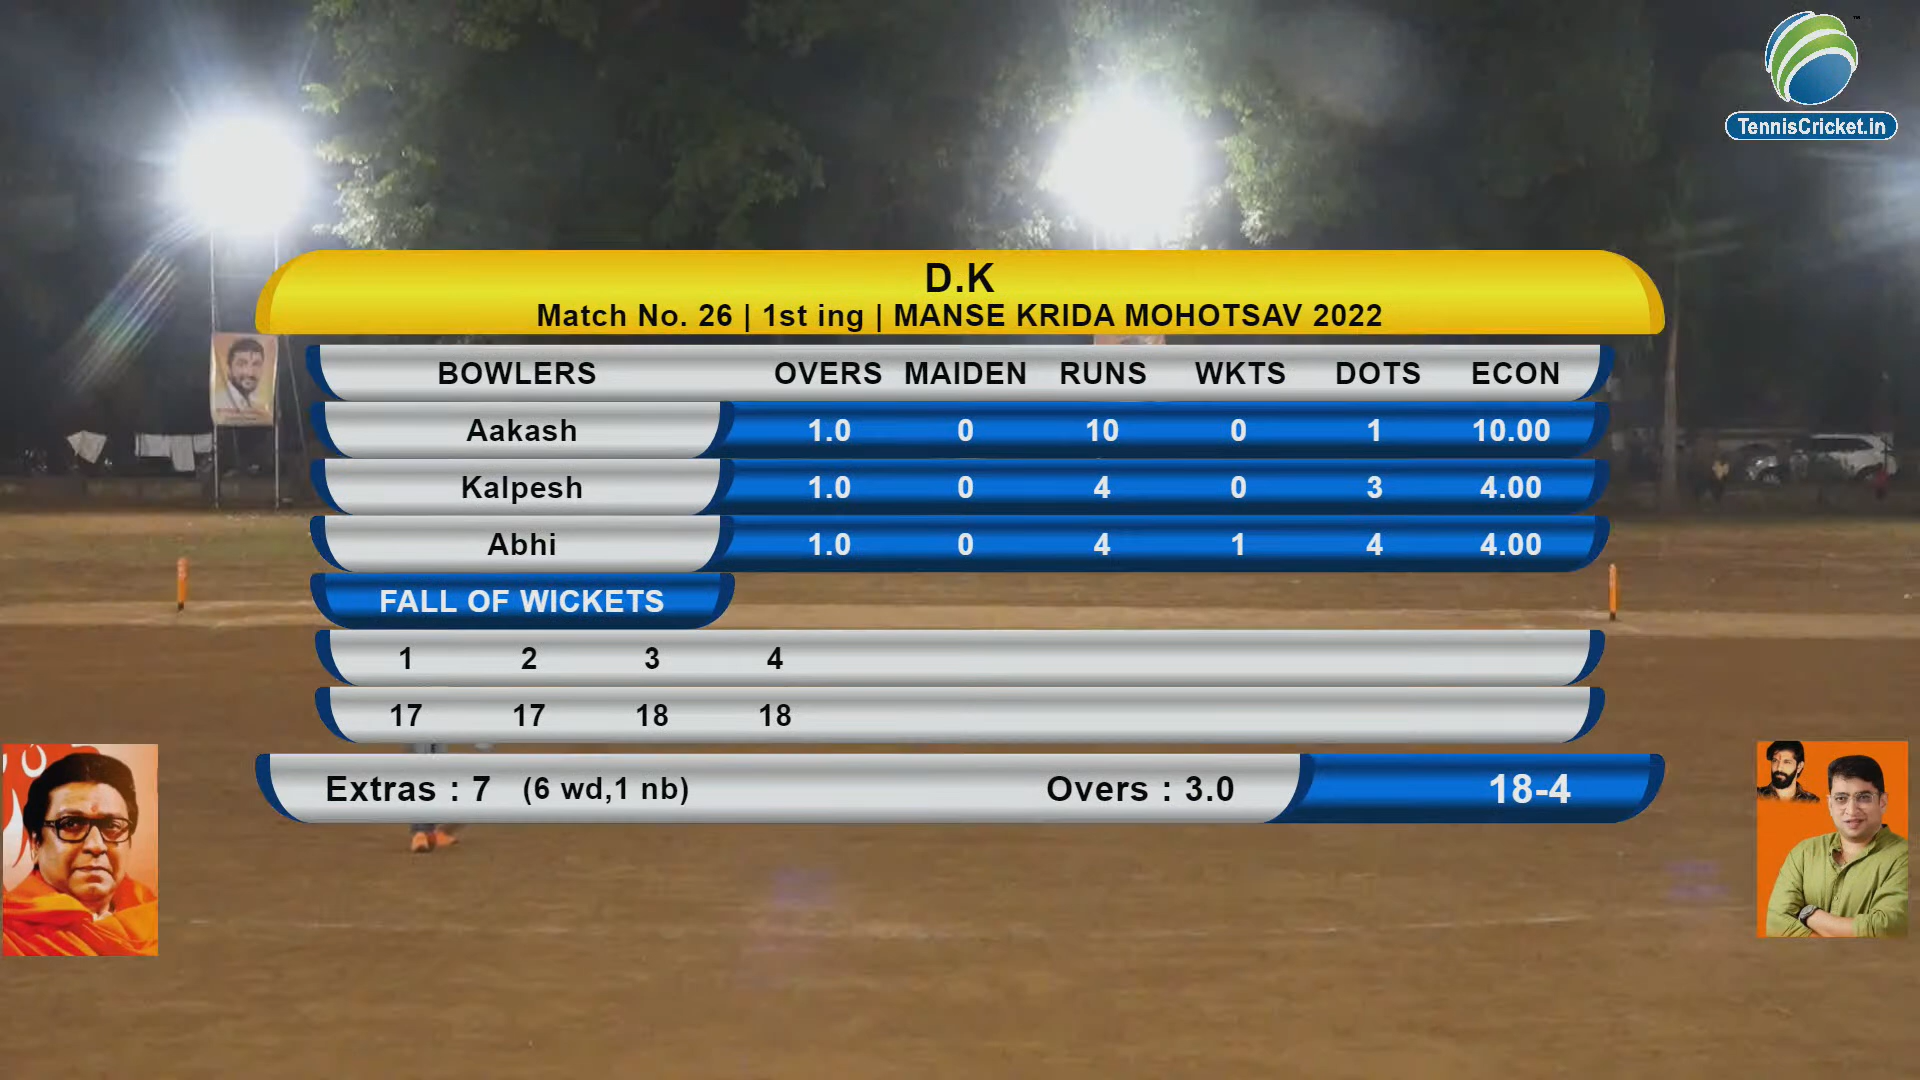 TennisCricket.in
D.K
Match No. 26 | 1st ing | MANSE KRIDA MOHOTSAV 2022
BOWLERS OVERS MAIDEN RUNS WKTS DOTS ECON
Aakash 1.0 0 10 0 1 10.00
Kalpesh 1.0 0 4 0 3 4.00
Abhi 1.0 0 4 1 4 4.00
FALL OF WICKETS
1 2 3 4
17 17 18 18
Extras : 7 (6 wd,1 nb) Overs : 3.0 18-4